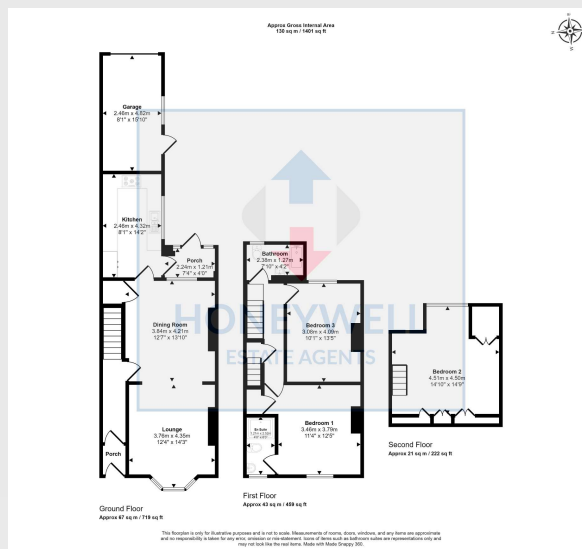 Approx Gross Internal Area
130 sq m / 1401 sq ft
Garage
2.46m x 4.82m
8'1" x 15'10"
Kitchen
2.46m x 4.32m
8'1" x 14'2"
Porch
2.24m x 1.21m
7'4" x 4'0"
Dining Room
3.84m x 4.21m
12'7" x 13'10"
Lounge
3.76m x 4.35m
12'4" x 14'3"
Porch
Ground Floor
Approx 67 sq m / 719 sq ft
HONEYWELL
ESTATE AGENTS
Bathroom
2.38m x 1.27m
7'10" x 4'2"
Bedroom 3
3.08m x 4.09m
10'1" x 13'5"
Bedroom 1
3.46m x 3.79m
11'4" x 12'5"
En Suite
First Floor
Approx 43 sq m / 459 sq ft
Bedroom 2
4.51m x 4.50m
14'10" x 14'9"
Second Floor
Approx 21 sq m / 222 sq ft
This floorplan is only for illustrative purposes and is not to scale. Measurements of rooms, doors, windows, and any items are approximate
and no responsibility is taken for any error, omission or mis-statement. Icons of items such as bathroom suites are representations only and
may not look like the real items. Made with Made Snappy 360.